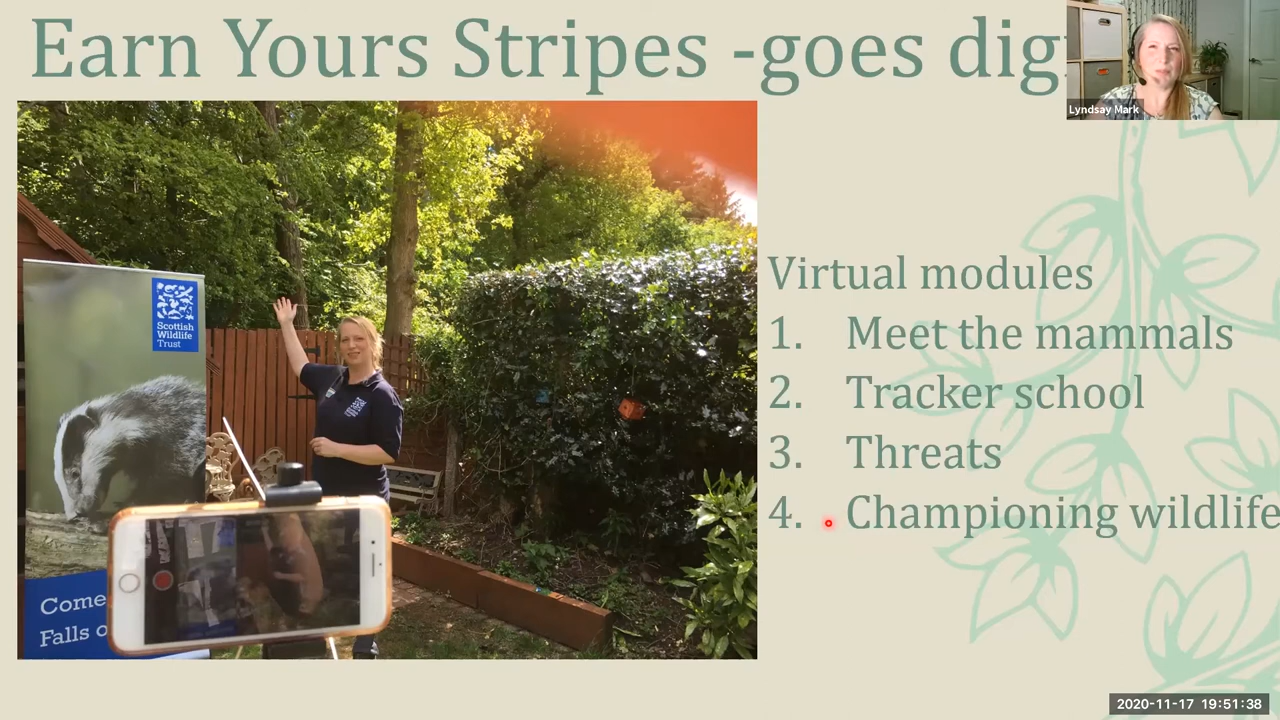 Earn Yours Stripes -goes dig
Lyndsay Mark
Scottish
Wildlife
Trust
Come
Falls o
Virtual modules
1. Meet the mammals
2. Tracker school
3. Threats
4. Championing wildlife
2020-11-17 19:51:38